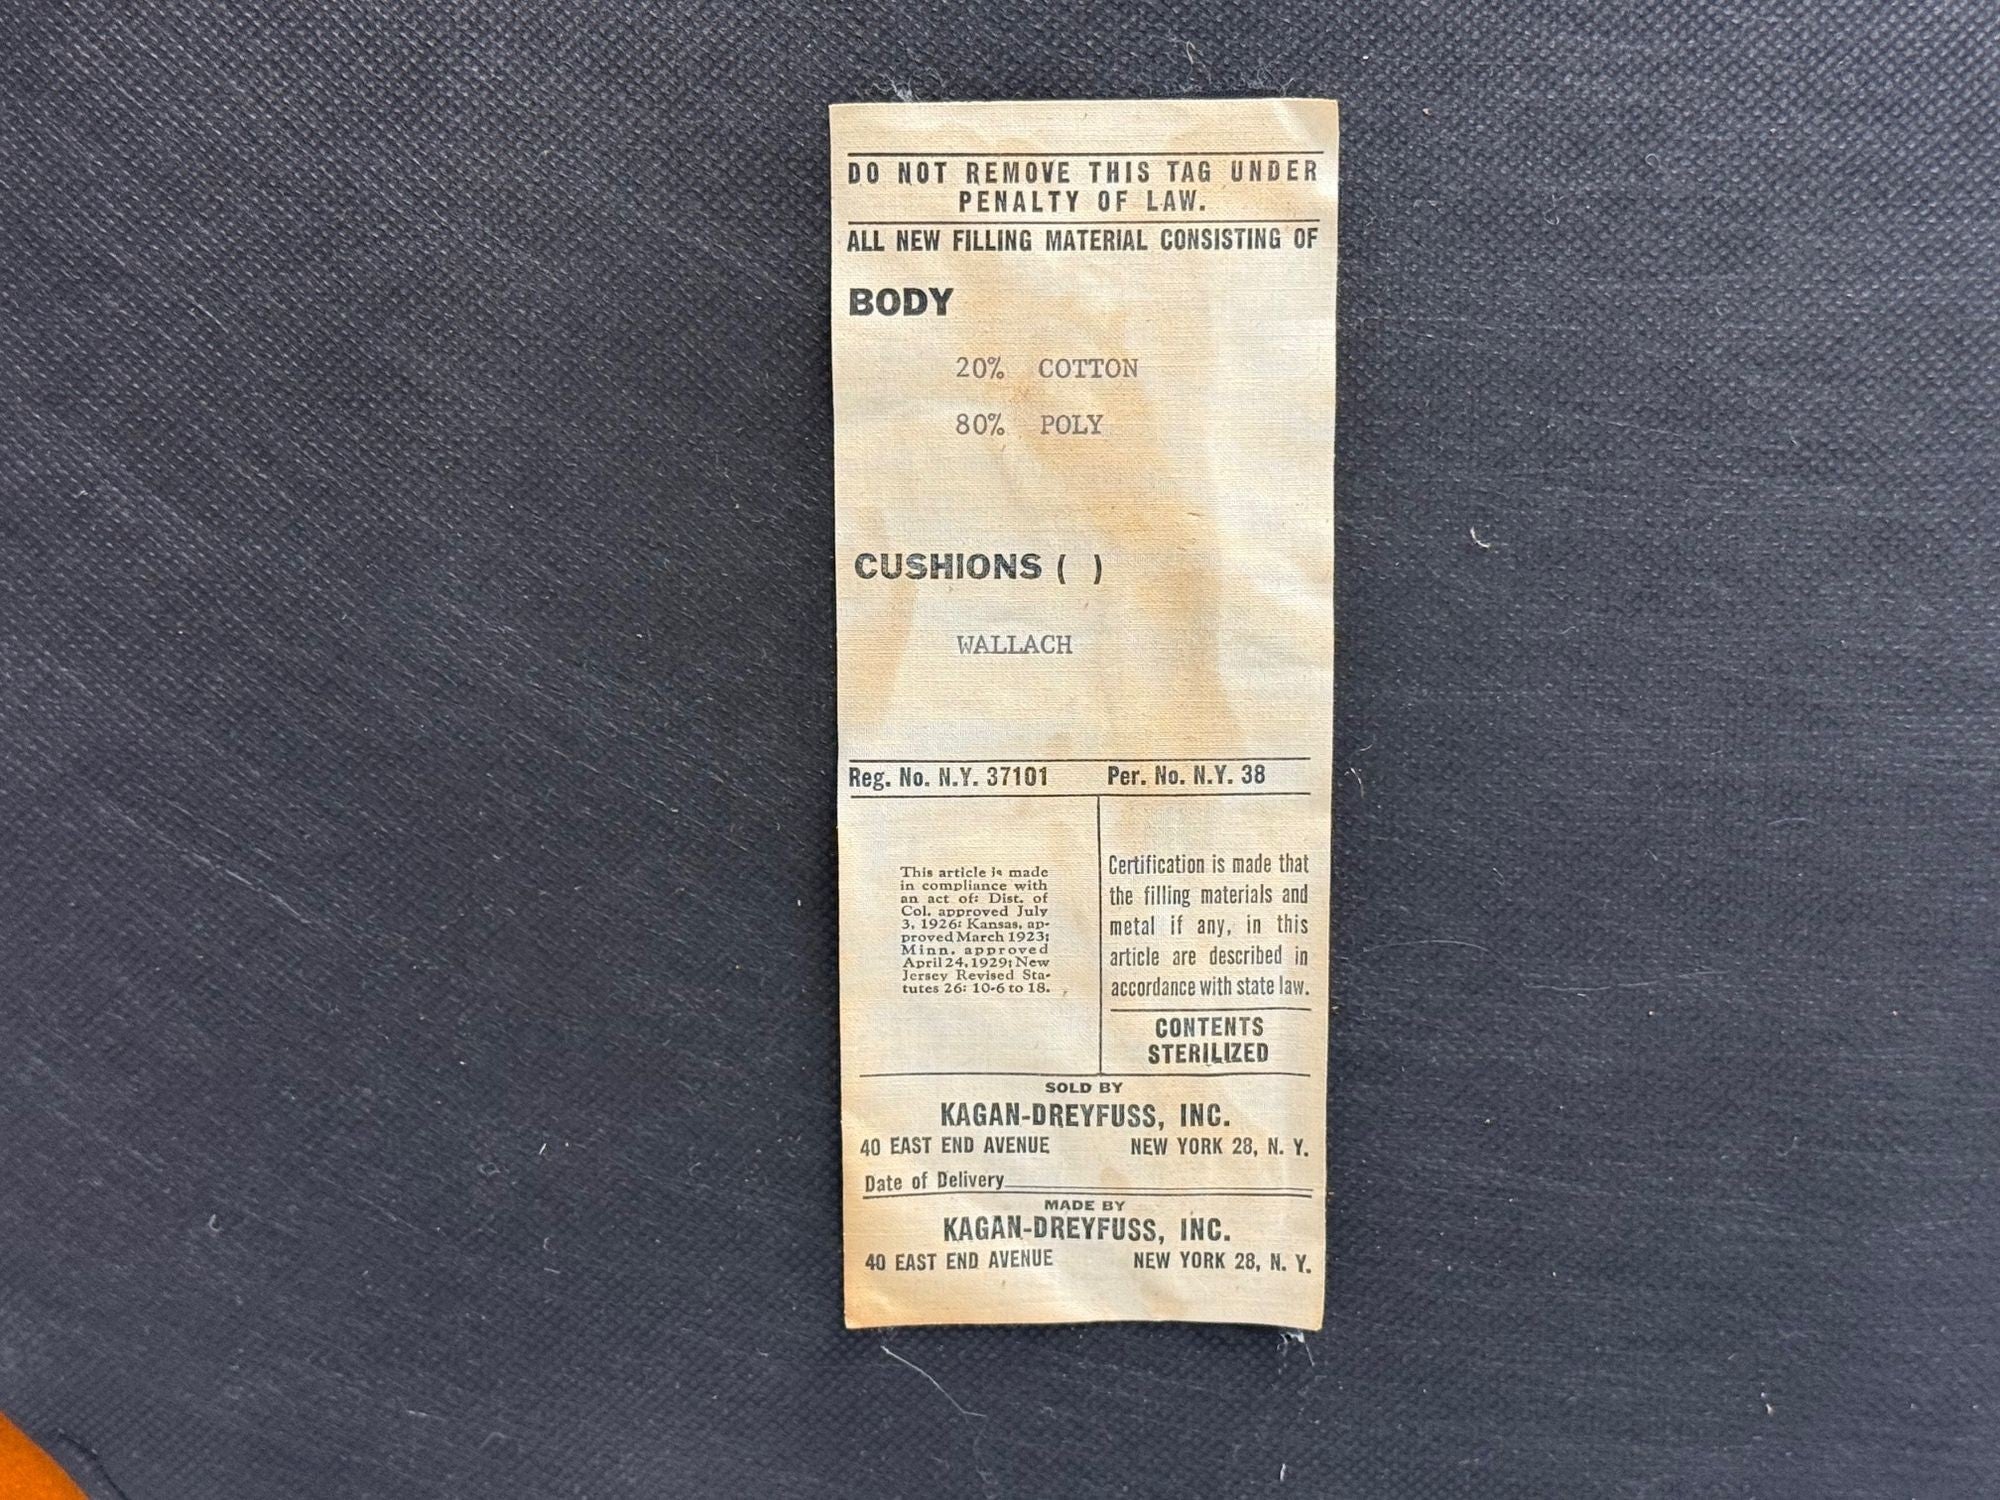 DO NOT REMOVE THIS TAG UNDER
PENALTY OF LAW.
ALL NEW FILLING MATERIAL CONSISTING OF
BODY
20% COTTON
80% POLY
CUSHIONS ( )
WALLACH
Reg. No. N.Y. 37101 Per. No. N.Y. 38
This article is made
in compliance with
an act of: Dist. of
Col. approved July
3, 1926: Kansas, ap-
proved March 1923:
Minn. approved
April 24, 1929: New
Jersey Revised Sta-
tutes 26: 10-6 to 18.
Certification is made that
the filling materials and
metal if any, in this
article are described in
accordance with state law.
CONTENTS
STERILIZED
SOLD BY
KAGAN-DREYFUSS, INC.
40 EAST END AVENUE NEW YORK 28, N. Y.
Date of Delivery
MADE BY
KAGAN-DREYFUSS, INC.
40 EAST END AVENUE NEW YORK 28, N. Y.